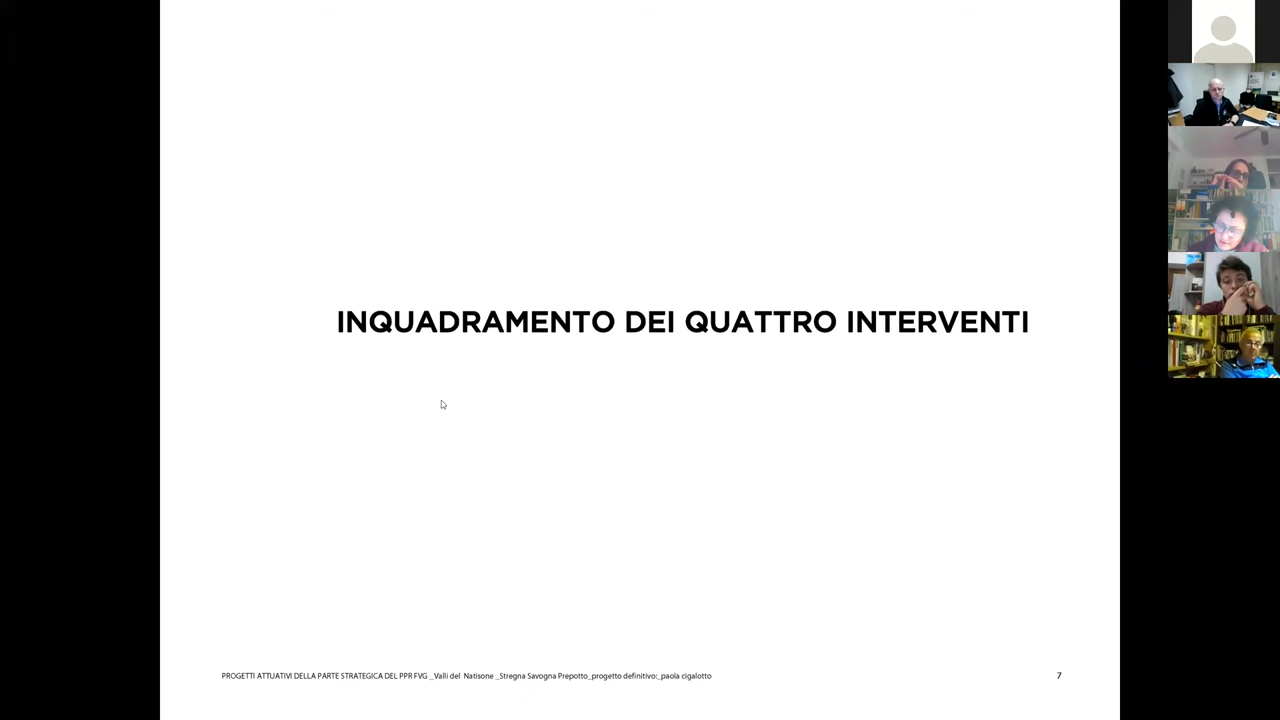 INQUADRAMENTO DEI QUATTRO INTERVENTI
PROGETTI ATTUATIVI DELLA PARTE STRATEGICA DEL PPR FVG _Valli del Natisone _Stregna Savogna Prepotto_progetto definitivo:_paola cigalotto
7